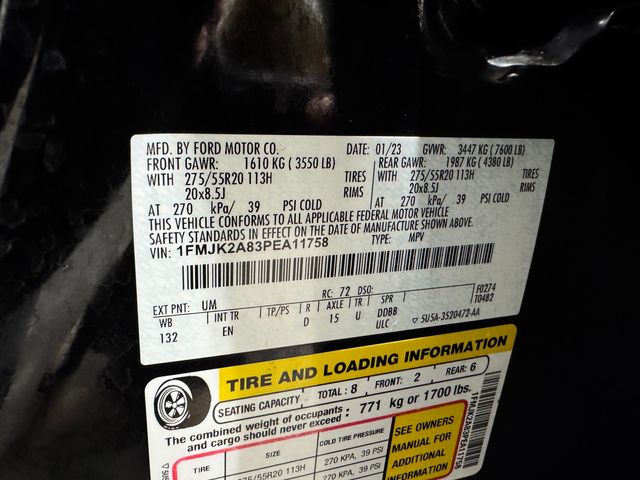 MFD. BY FORD MOTOR CO. DATE: 01/23 GVWR: 3447 KG ( 7600 LB)
FRONT GAWR: 1610 KG ( 3550 LB) REAR GAWR: 1987 KG ( 4380 LB)
WITH 275/55R20 113H TIRES WITH 275/55R20 113H TIRES
20x8.5J RIMS 20x8.5J RIMS
AT 270 kPa/ 39 PSI COLD AT 270 kPa/ 39 PSI COLD
THIS VEHICLE CONFORMS TO ALL APPLICABLE FEDERAL MOTOR VEHICLE
SAFETY STANDARDS IN EFFECT ON THE DATE OF MANUFACTURE SHOWN ABOVE.
VIN: 1FMJK2A83PEA11758 TYPE: MPV
EXT PNT: UM RC: 72 DSO: F0274
T0482
WB INT TR TP/PS R AXLE TR SPR
132 EN D 15 U DDBB
ULC 5U5A-3520472-AA
TIRE AND LOADING INFORMATION
SEATING CAPACITY TOTAL: 8 FRONT: 2 REAR: 6
The combined weight of occupants and cargo should never exceed: 771 kg or 1700 lbs.
TIRE SIZE COLD TIRE PRESSURE
275/55R20 113H 270 KPA, 39 PSI
270 KPA, 39 PSI
SEE OWNERS
MANUAL FOR
ADDITIONAL
INFORMATION
1FMJK2A83PEA11758